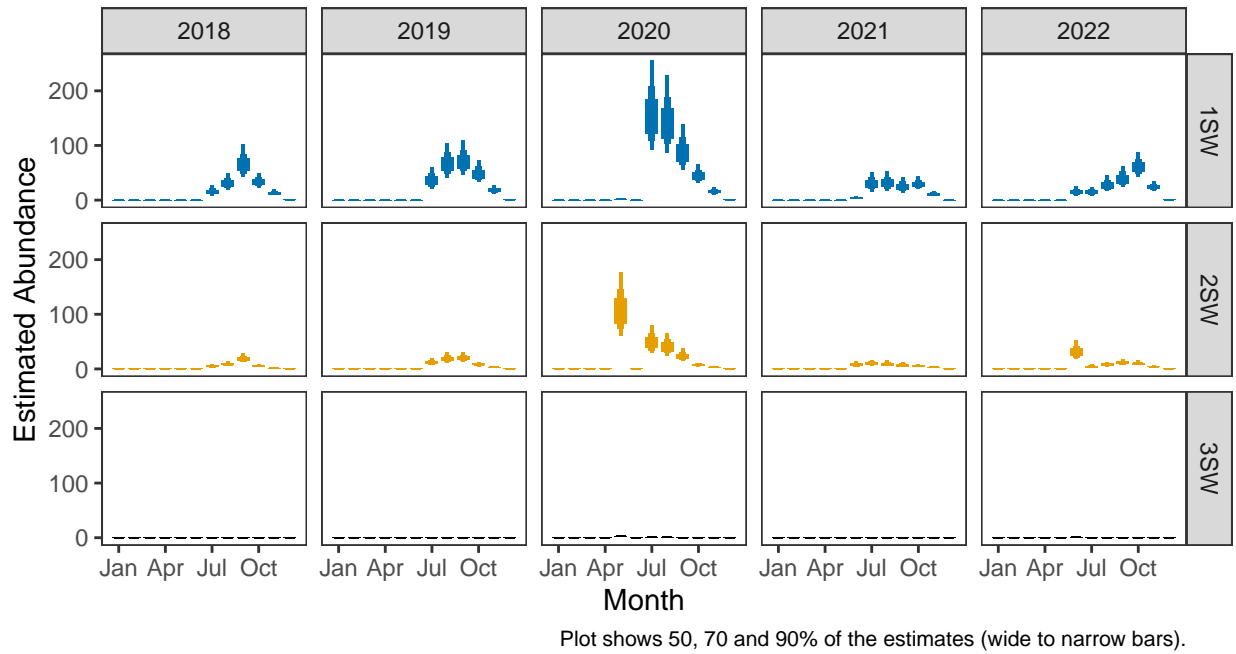 2018 2019 2020 2021 2022
200
100
0
1SW
200
100
0
2SW
200
100
0
3SW
Estimated Abundance
Jan Apr Jul Oct Jan Apr Jul Oct Jan Apr Jul Oct Jan Apr Jul Oct Jan Apr Jul Oct
Month
Plot shows 50, 70 and 90% of the estimates (wide to narrow bars).